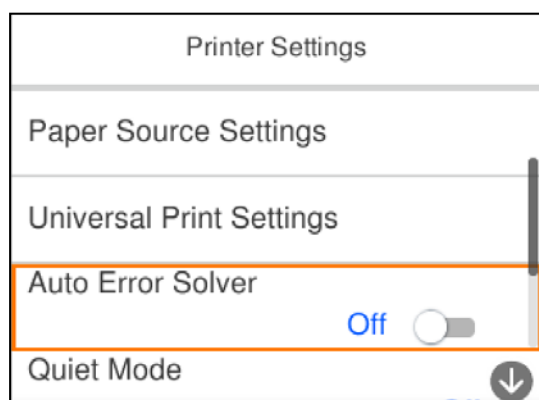 Printer Settings
Paper Source Settings
Universal Print Settings
Auto Error Solver
Off
Quiet Mode